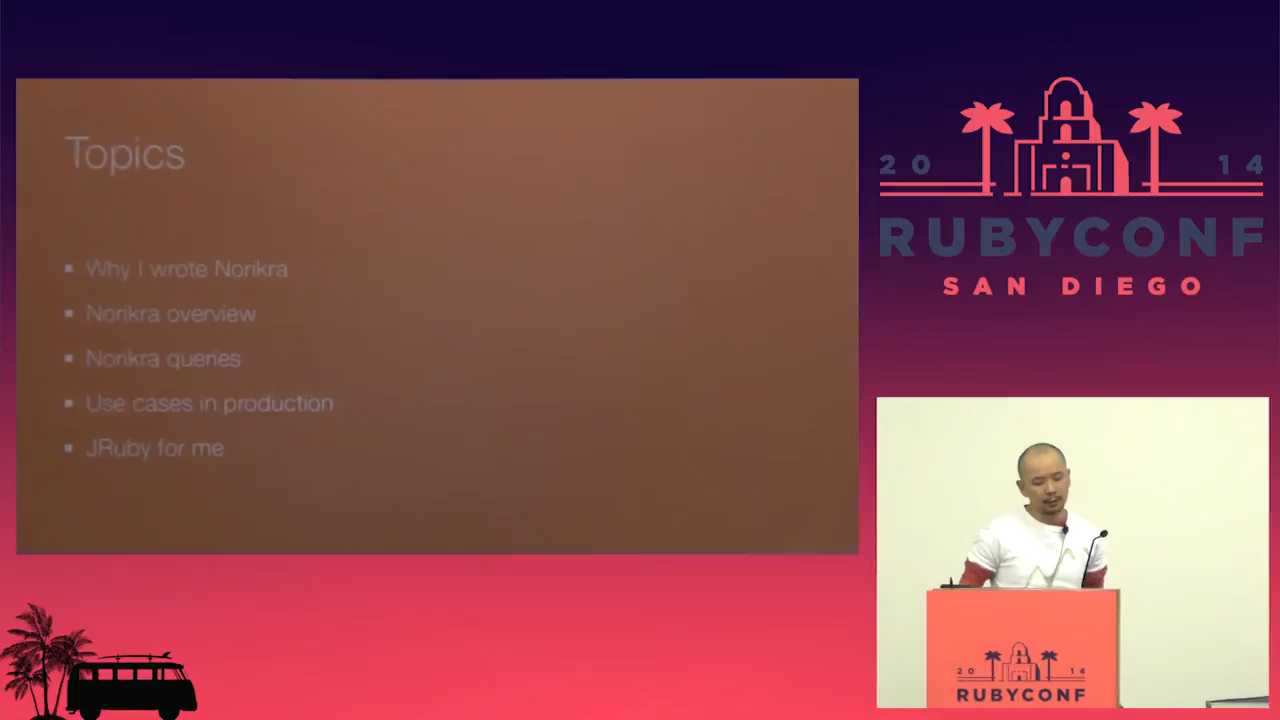 Topics
Why I wrote Norikra
Norikra overview
Norikra queries
Use cases in production
JRuby for me
20 14
RUBYCONF
SAN DIEGO
20 14
RUBYCONF